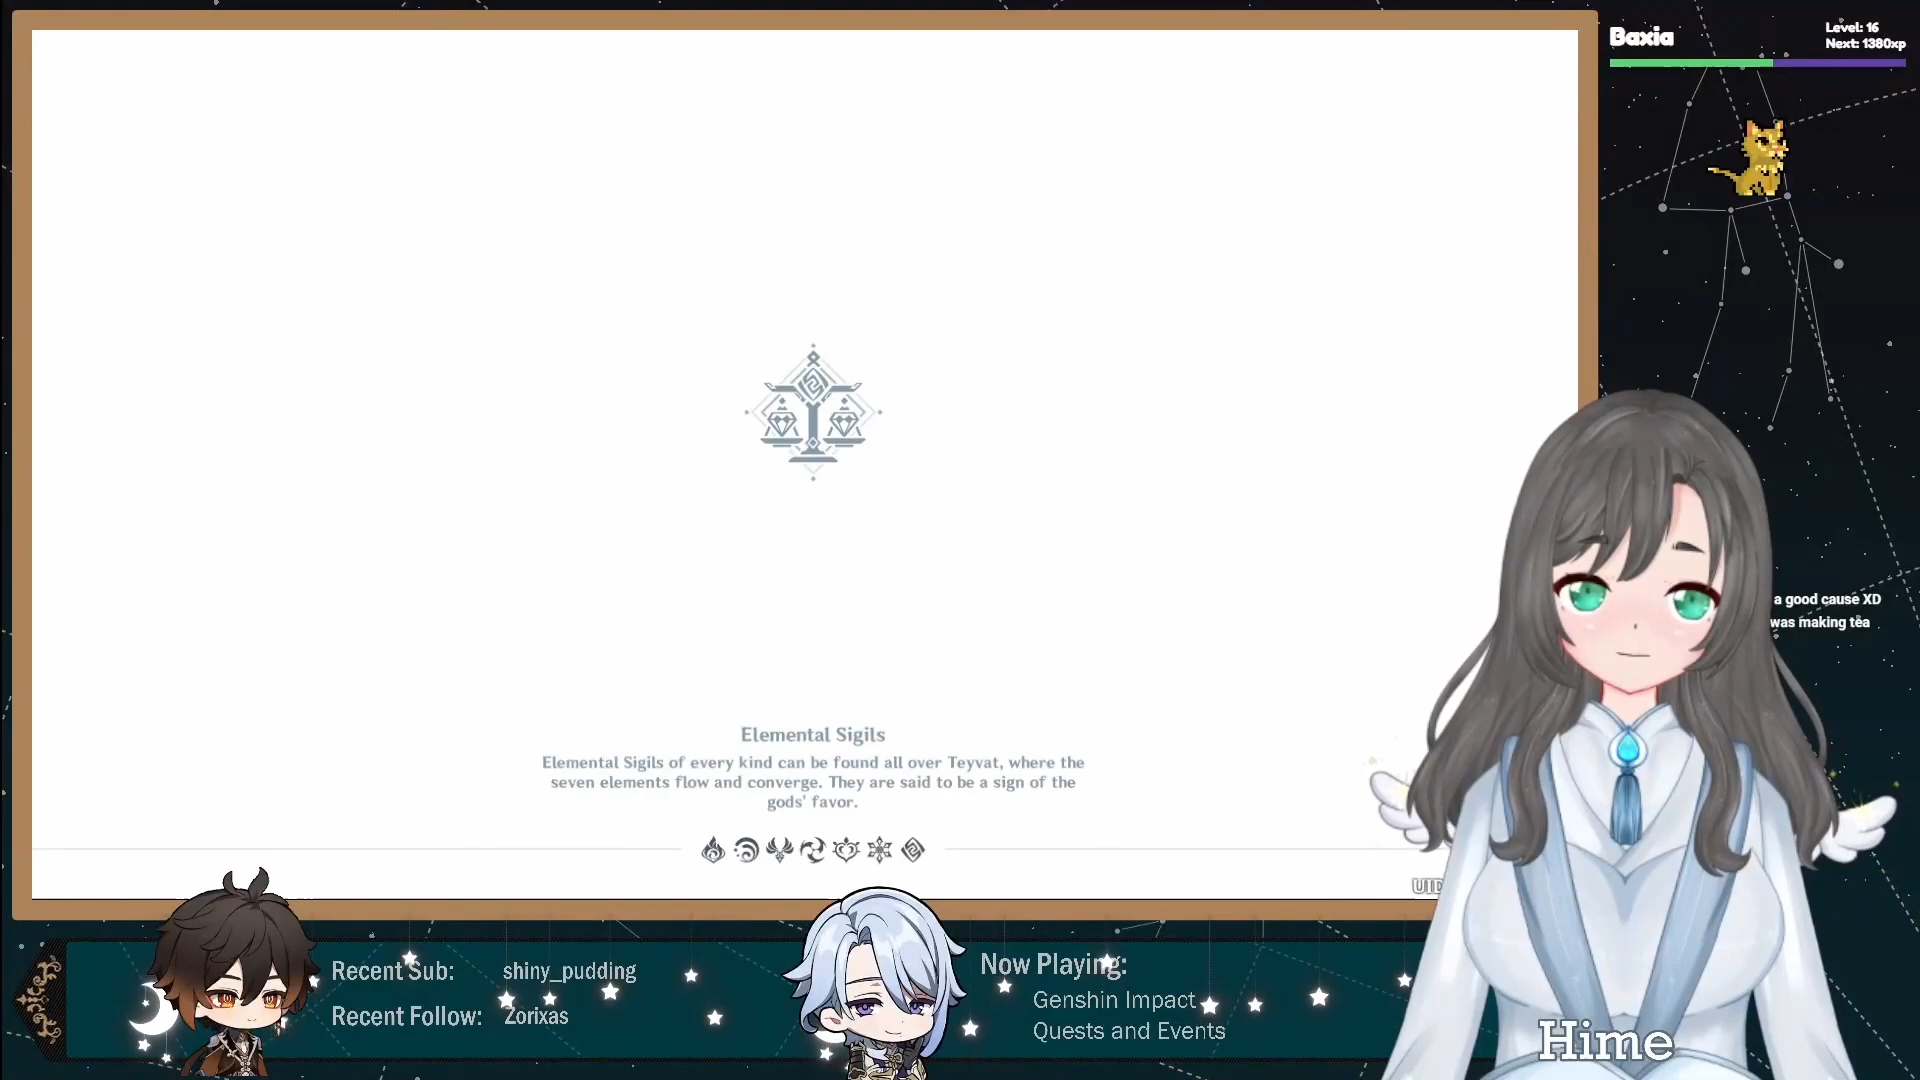 Baxia
Level: 16
Next: 1380xp
a good cause XD
was making tea
Elemental Sigils
Elemental Sigils of every kind can be found all over Teyvat, where the
seven elements flow and converge. They are said to be a sign of the
gods' favor.
UID
Recent Sub: shiny_pudding
Recent Follow: Zorixas
Now Playing:
Genshin Impact
Quests and Events
Hime